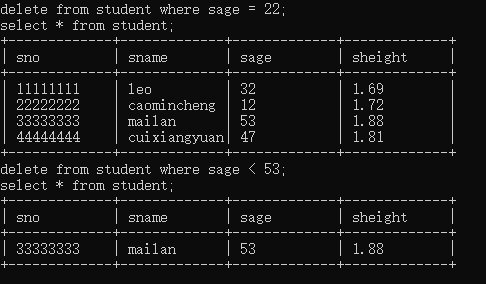 delete from student where sage = 22;
select * from student;
sno sname sage sheight
11111111 leo 32 1.69
22222222 caomincheng 12 1.72
33333333 mailan 53 1.88
44444444 cuixiangyuan 47 1.81
delete from student where sage < 53;
select * from student;
sno sname sage sheight
33333333 mailan 53 1.88